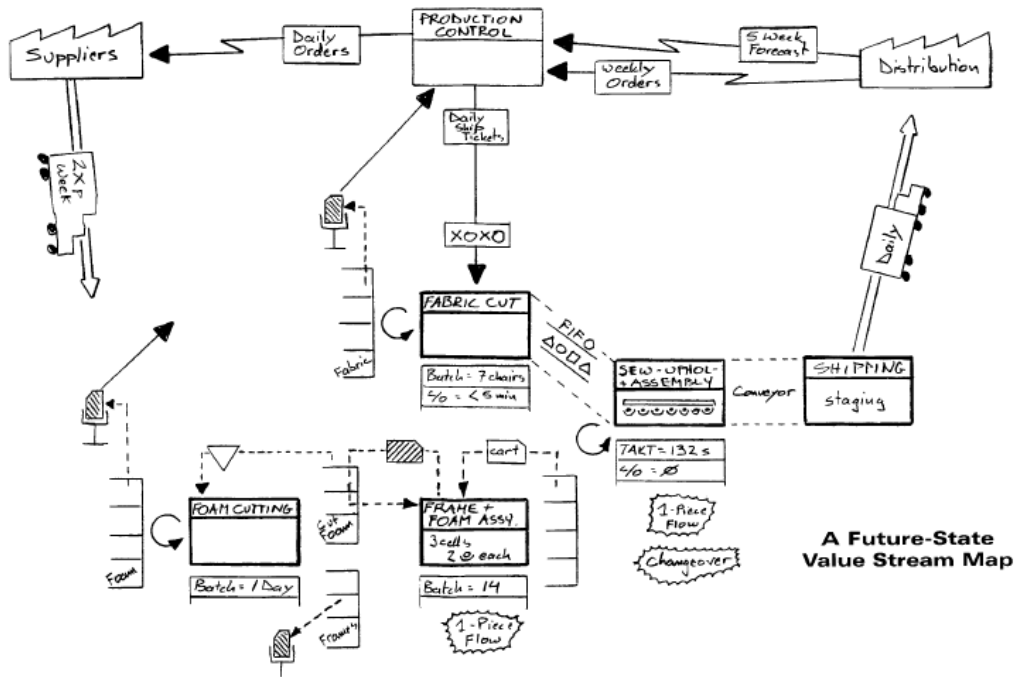 PRODUCTION
CONTROL
Suppliers
Daily
Orders
5 Week
Forecast
Weekly
Orders
Distribution
Daily
Ship
Tickets
2XP
Week
XOXO
Daily
FABRIC CUT
Fabric
Batch = 7 chairs
c/o = < 5 min
FIFO
SEW-UPHOL-
+ASSEMBLY
Conveyor
SHIPPING
staging
TAKT = 132 s
c/o = Ø
cart
FOAM CUTTING
Foam
Cut
Foam
FRAME +
FOAM ASSY.
3 cells
2 each
1-Piece
Flow
Changeover
A Future-State
Value Stream Map
Batch = 1 Day
Batch = 14
Frames
1-Piece
Flow